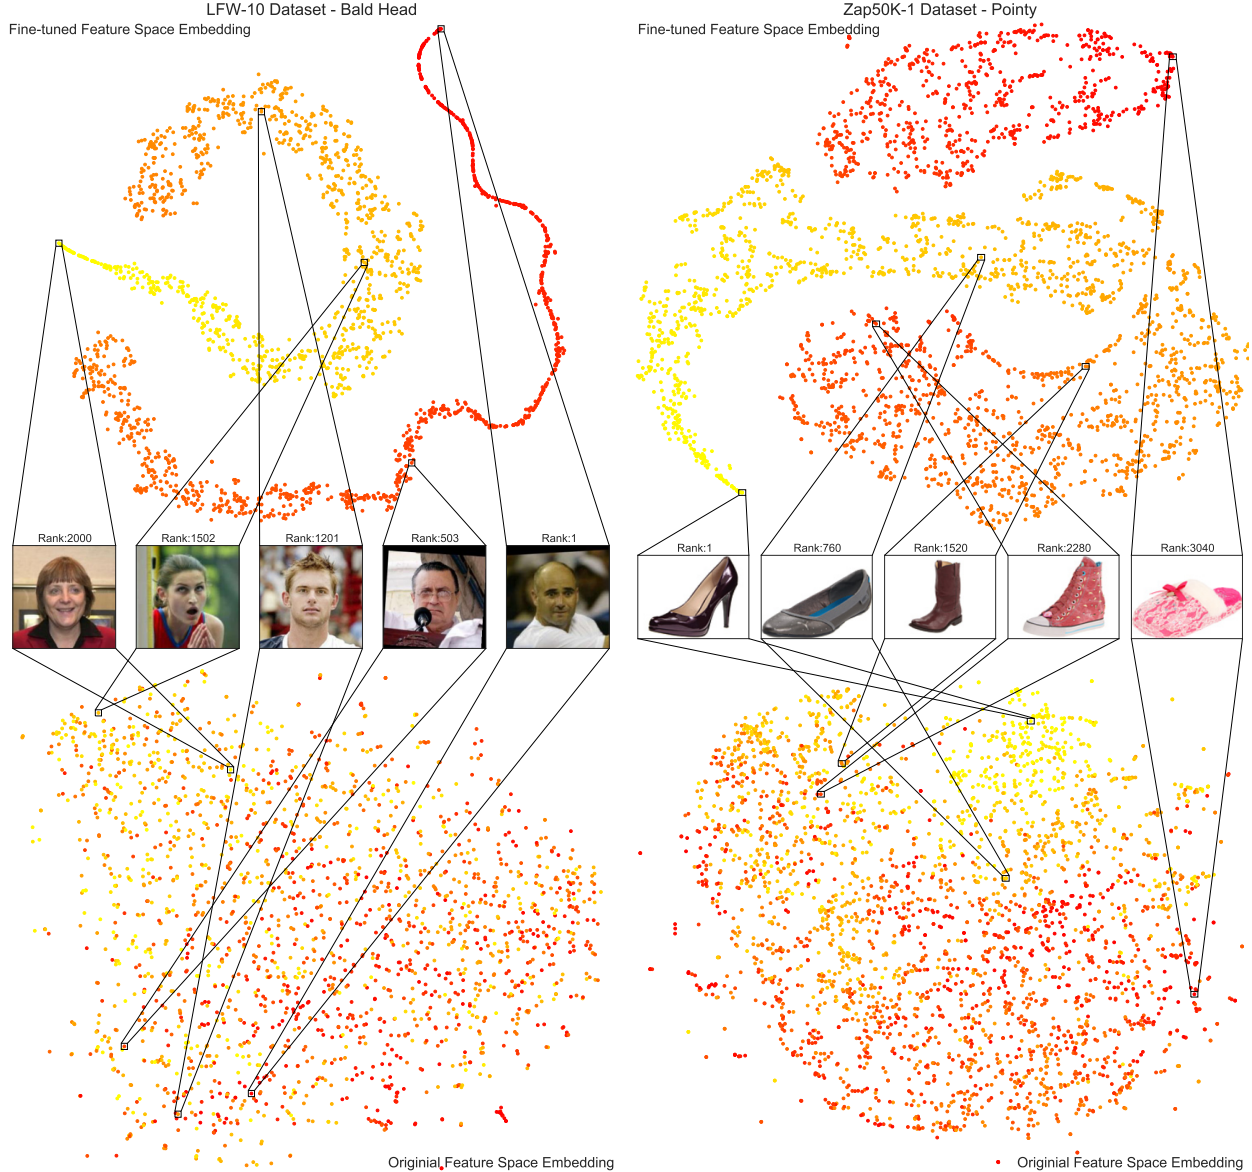 LFW-10 Dataset - Bald Head
Fine-tuned Feature Space Embedding
Zap50K-1 Dataset - Pointy
Fine-tuned Feature Space Embedding
Rank:2000
Rank:1502
Rank:1201
Rank:503
Rank:1
Rank:1
Rank:760
Rank:1520
Rank:2280
Rank:3040
Originial Feature Space Embedding
Originial Feature Space Embedding